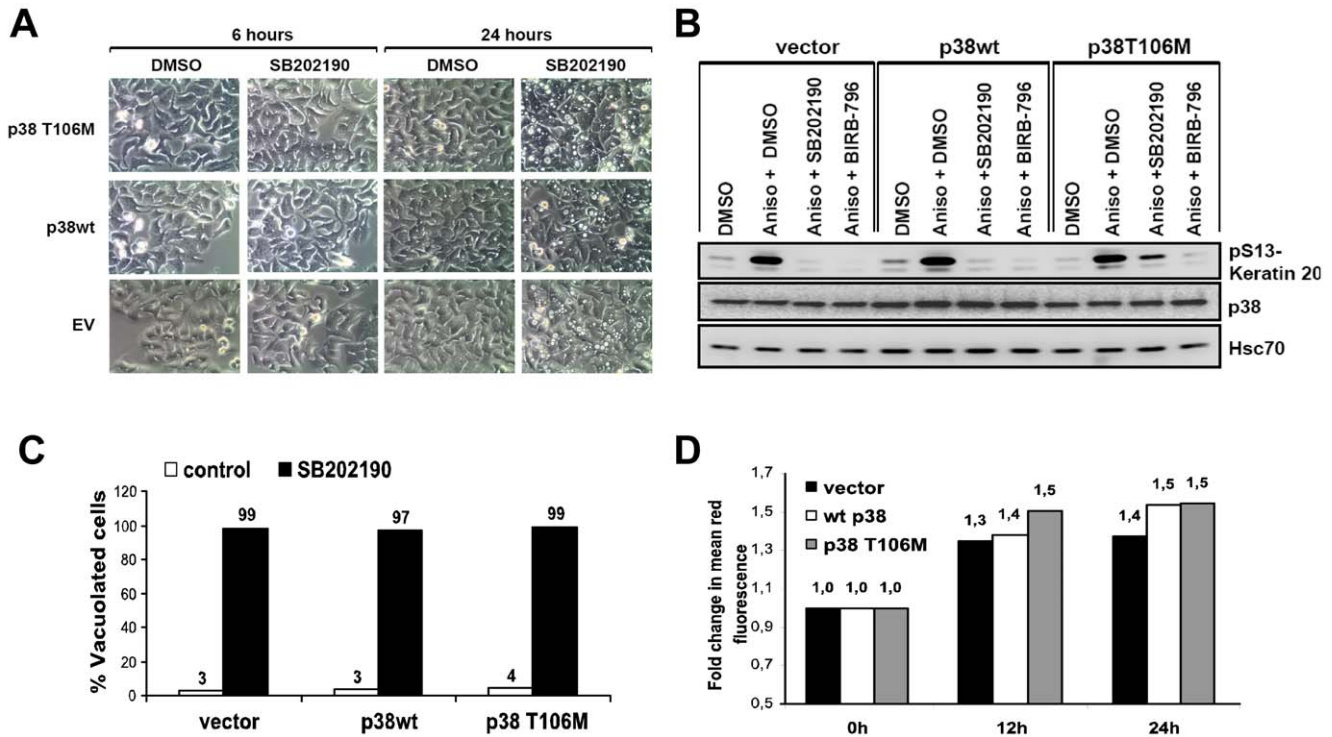 A
6 hours
24 hours
DMSO
SB202190
DMSO
SB202190
p38 T106M
p38wt
EV
B
vector
p38wt
p38T106M
DMSO
Aniso + DMSO
Aniso + SB202190
Aniso + BIRB-796
DMSO
Aniso + DMSO
Aniso +SB202190
Aniso + BIRB-796
DMSO
Aniso + DMSO
Aniso +SB202190
Aniso + BIRB-796
pS13-
Keratin 20
p38
Hsc70
C
control
SB202190
% Vacuolated cells
120
100
80
60
40
20
0
3
99
3
97
4
99
vector
p38wt
p38 T106M
D
Fold change in mean red
fluorescence
1,7
1,5
1,3
1,1
0,9
0,7
0,5
vector
wt p38
p38 T106M
1,0
1,0
1,0
1,3
1,4
1,5
1,4
1,5
1,5
0h
12h
24h